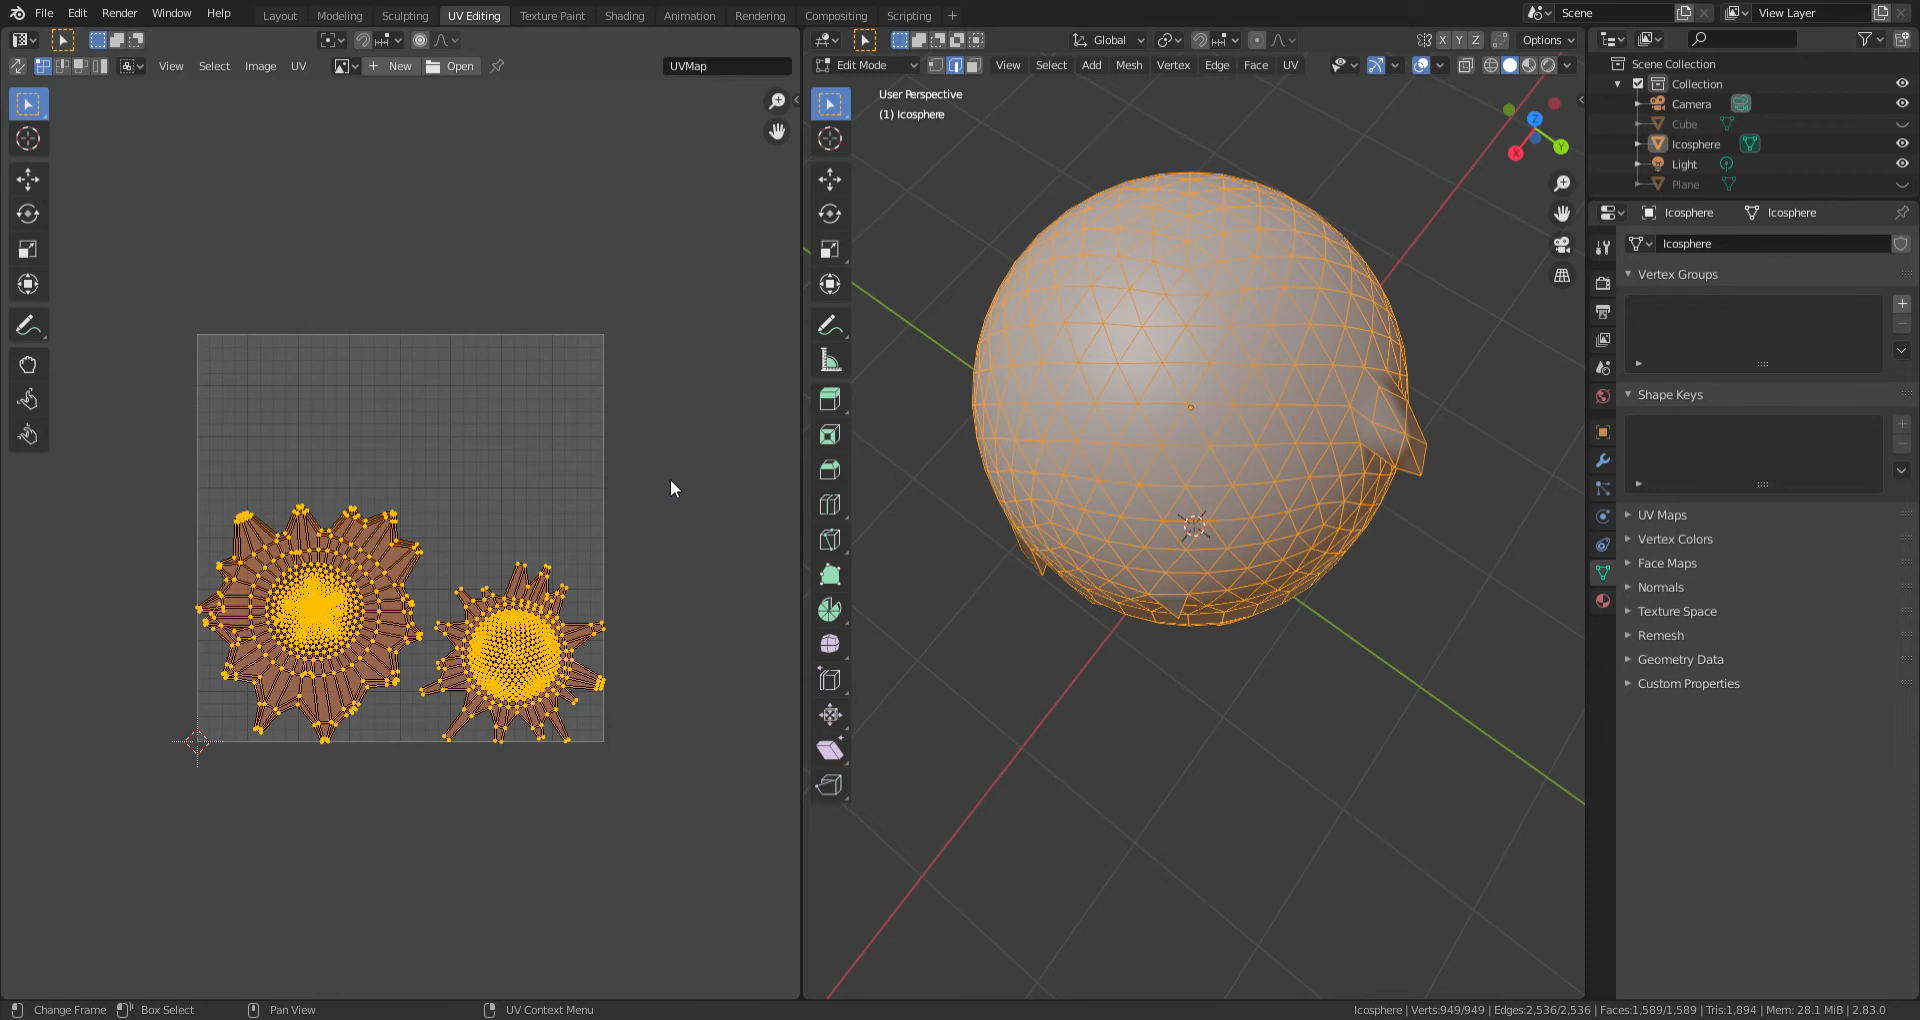 File Edit Render Window Help
Layout Modeling Sculpting UV Editing Texture Paint Shading Animation Rendering Compositing Scripting +
Scene
View Layer
View Select Image UV
New
Open
UVMap
Global
X Y Z
Options
Edit Mode
View Select Add Mesh Vertex Edge Face UV
User Perspective
(1) Icosphere
Z
Y
X
Scene Collection
Collection
Camera
Cube
Icosphere
Light
Plane
Icosphere
Icosphere
Icosphere
Vertex Groups
Shape Keys
UV Maps
Vertex Colors
Face Maps
Normals
Texture Space
Remesh
Geometry Data
Custom Properties
Change Frame
Box Select
Pan View
UV Context Menu
Icosphere | Verts:949/949 | Edges:2,536/2,536 | Faces:1,589/1,589 | Tris:1,894 | Mem: 28.1 MiB | 2.83.0